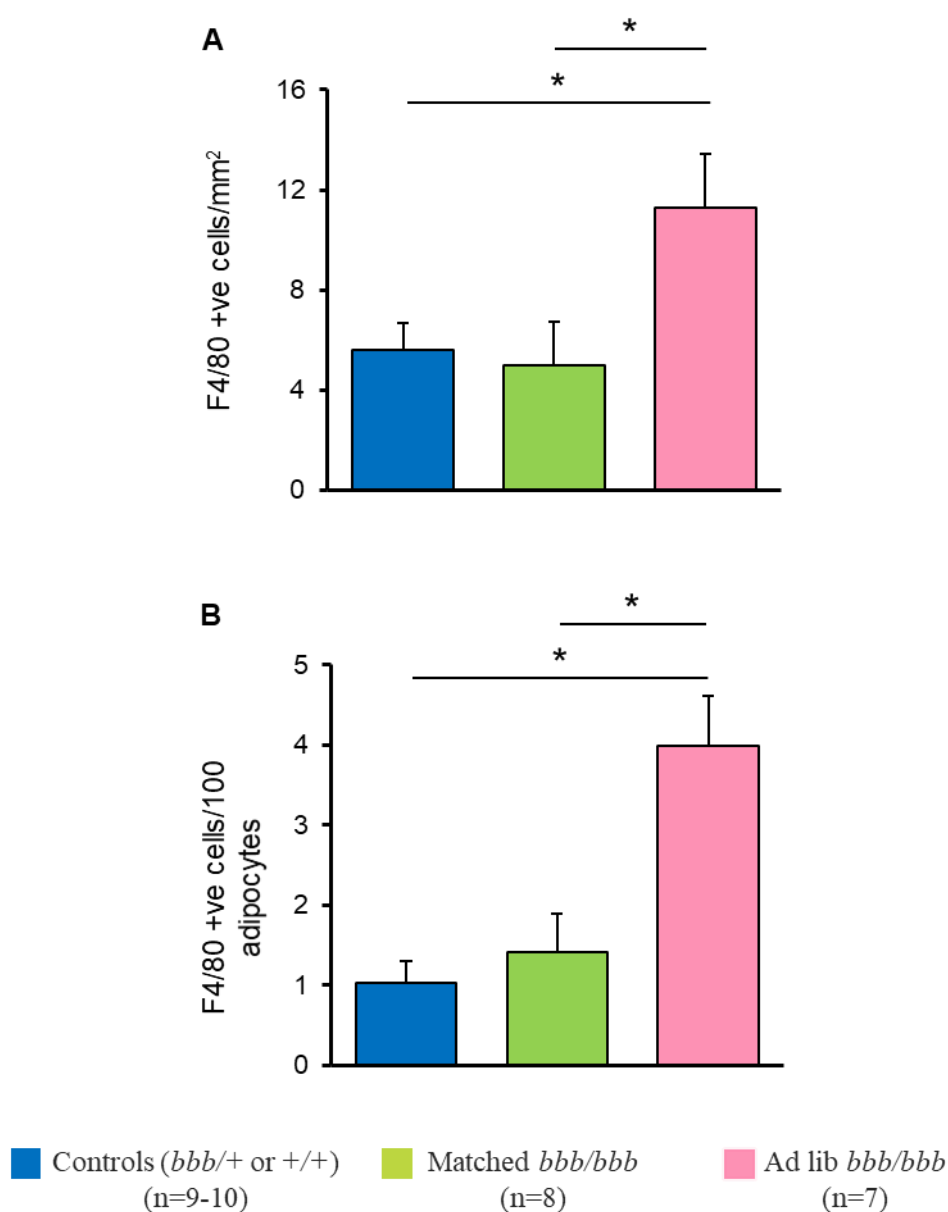 A
*
*
16
12
8
4
0
F4/80 +ve cells/mm²
B
*
*
5
4
3
2
1
0
F4/80 +ve cells/100
adipocytes
Controls (bbb/+ or +/+)
(n=9-10)
Matched bbb/bbb
(n=8)
Ad lib bbb/bbb
(n=7)